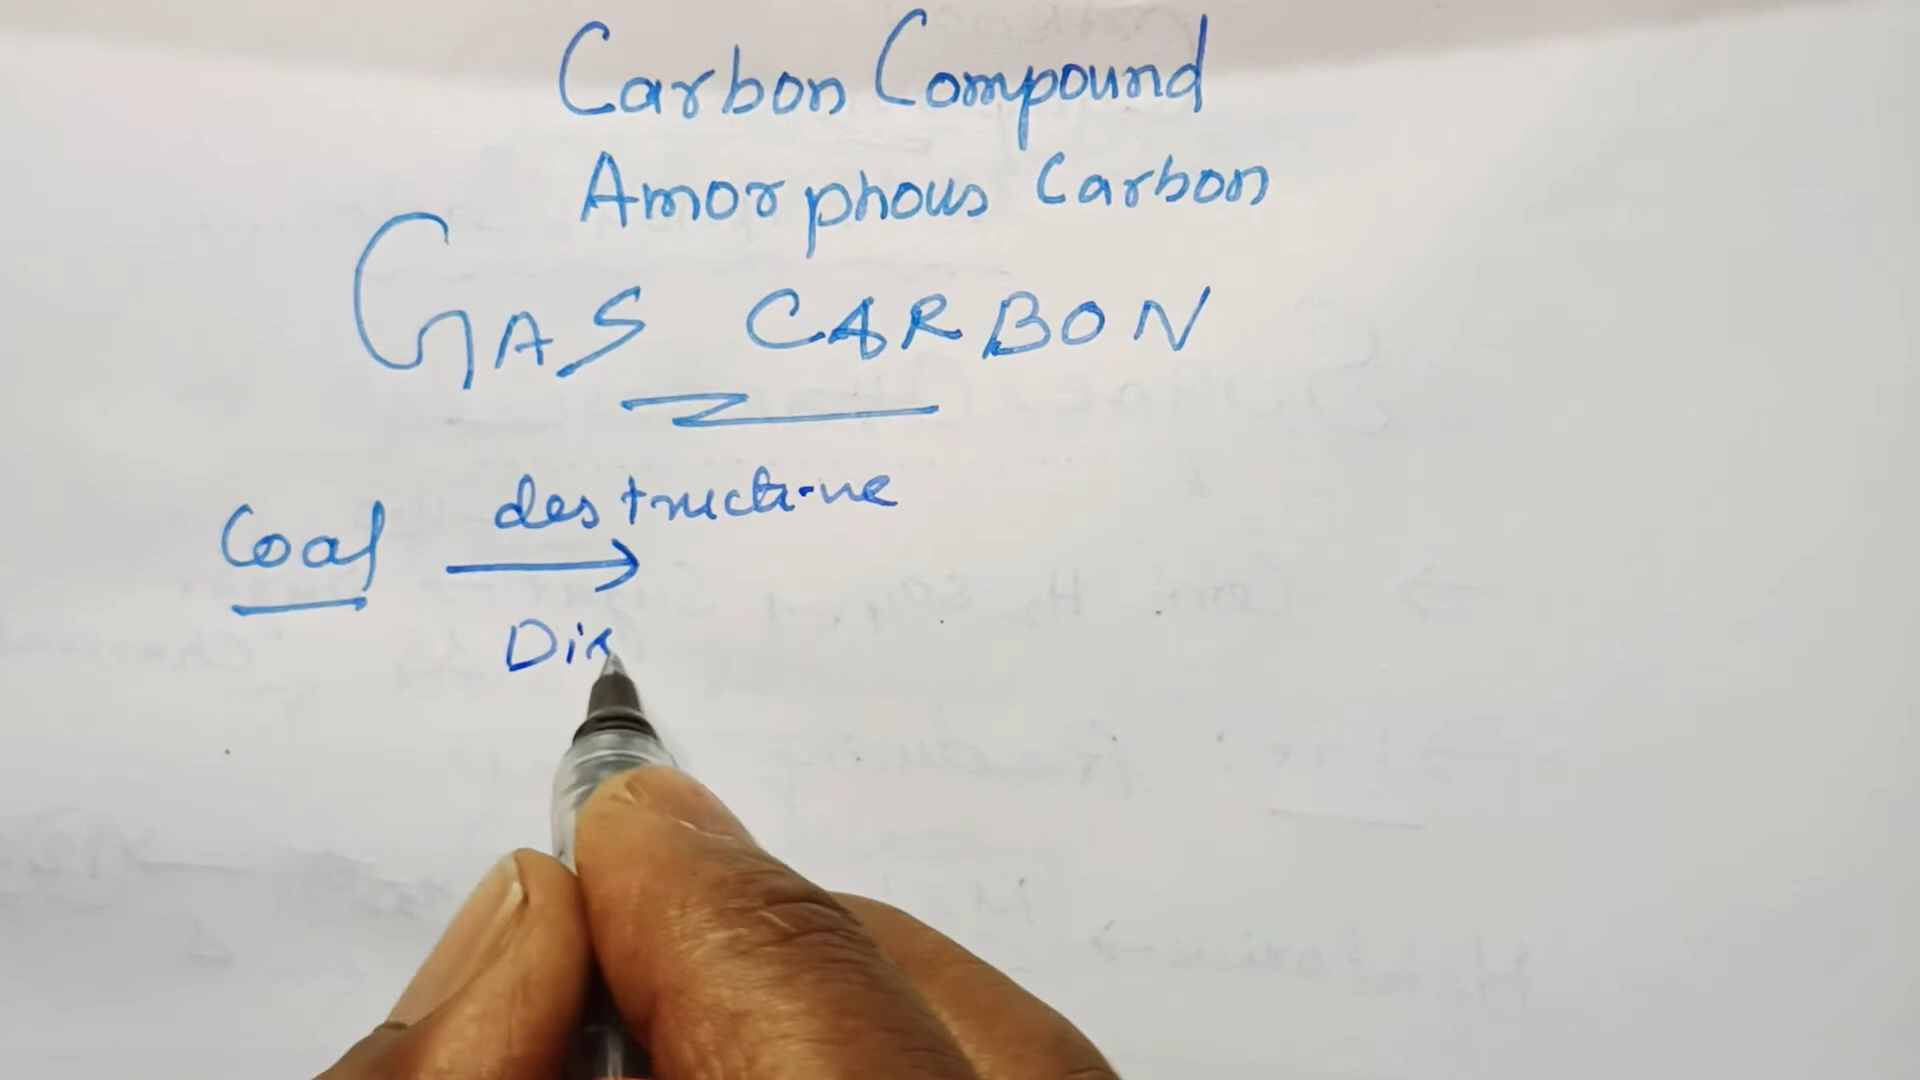 Carbon Compound
Amorphous Carbon
GAS CARBON
destructive
Coal →
Dis